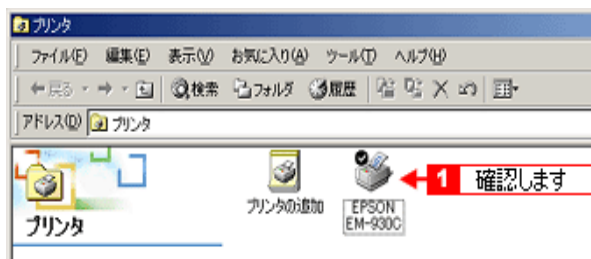 プリンタ
ファイル(F) 編集(E) 表示(V) お気に入り(A) ツール(T) ヘルプ(H)
戻る 検索 フォルダ 履歴
アドレス(D) プリンタ
プリンタ
プリンタの追加
EPSON
EM-930C
1 確認します